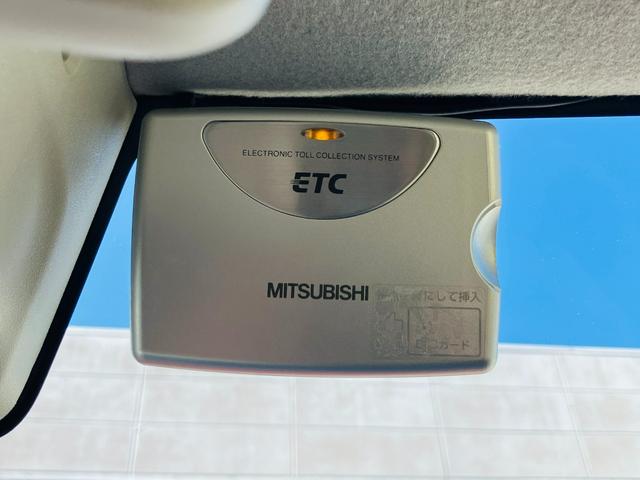 ELECTRONIC TOLL COLLECTION SYSTEM
ETC
MITSUBISHI
にして挿入
カード